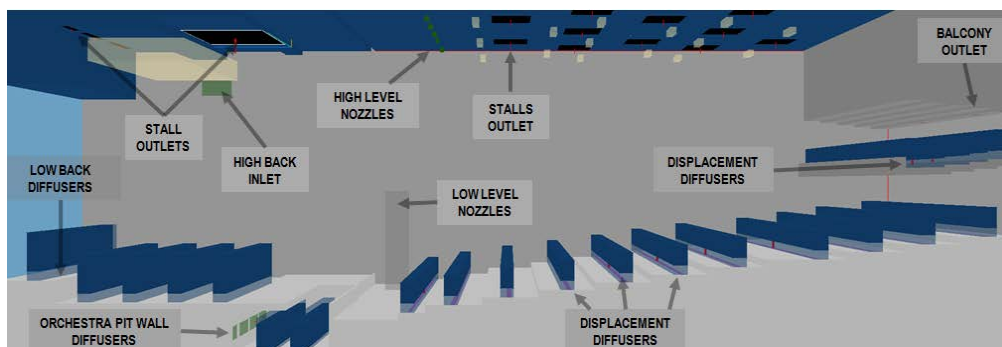 BALCONY
OUTLET
HIGH LEVEL
NOZZLES
STALLS
OUTLET
STALL
OUTLETS
HIGH BACK
INLET
LOW BACK
DIFFUSERS
DISPLACEMENT
DIFFUSERS
LOW LEVEL
NOZZLES
ORCHESTRA PIT WALL
DIFFUSERS
DISPLACEMENT
DIFFUSERS